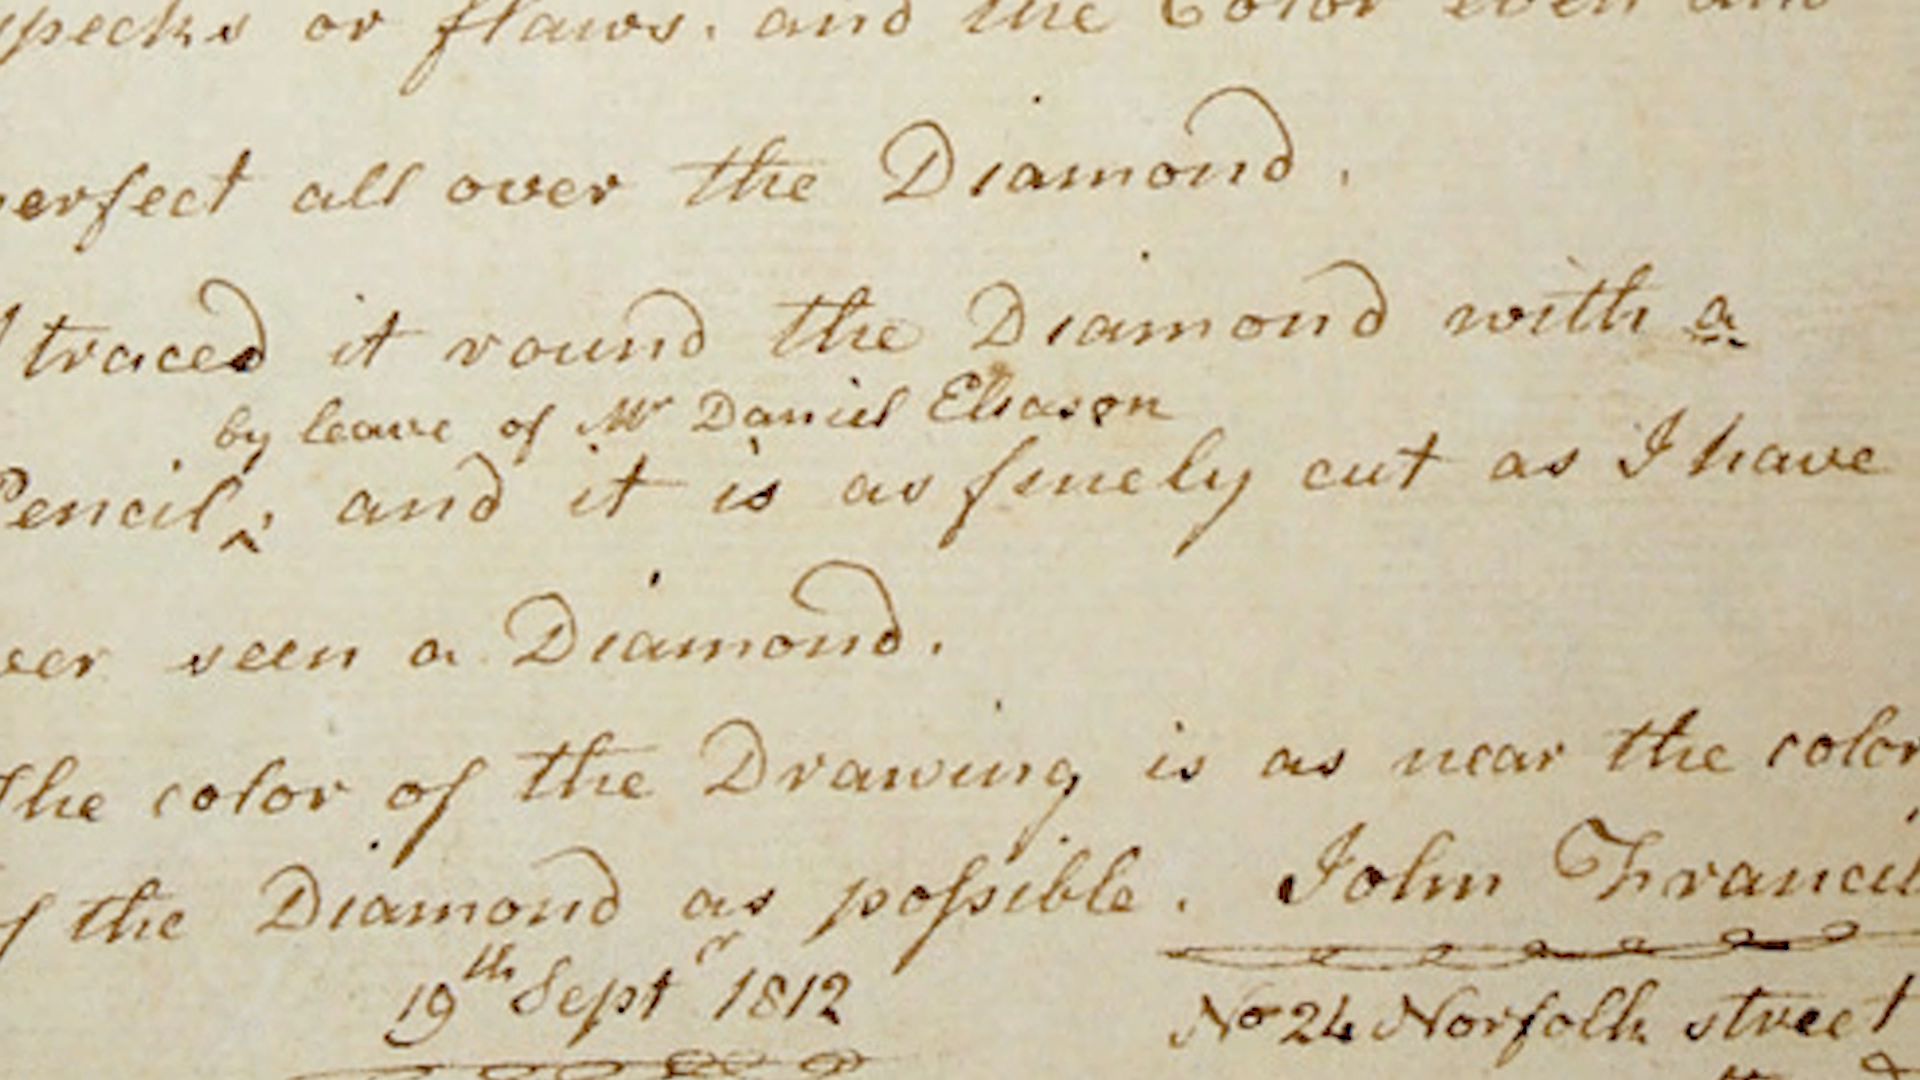 specks or flaws. and the Color even and
perfect all over the Diamond.
I traced it round the Diamond with a
by leave of Mr Daniel Eliason
Pencil ‸; and it is as finely cut as I have
ver seen a Diamond.
The color of the Drawing is as near the color
of the Diamond as poſsible. John Francil
19th Septr 1812
No 24 Norfolk street